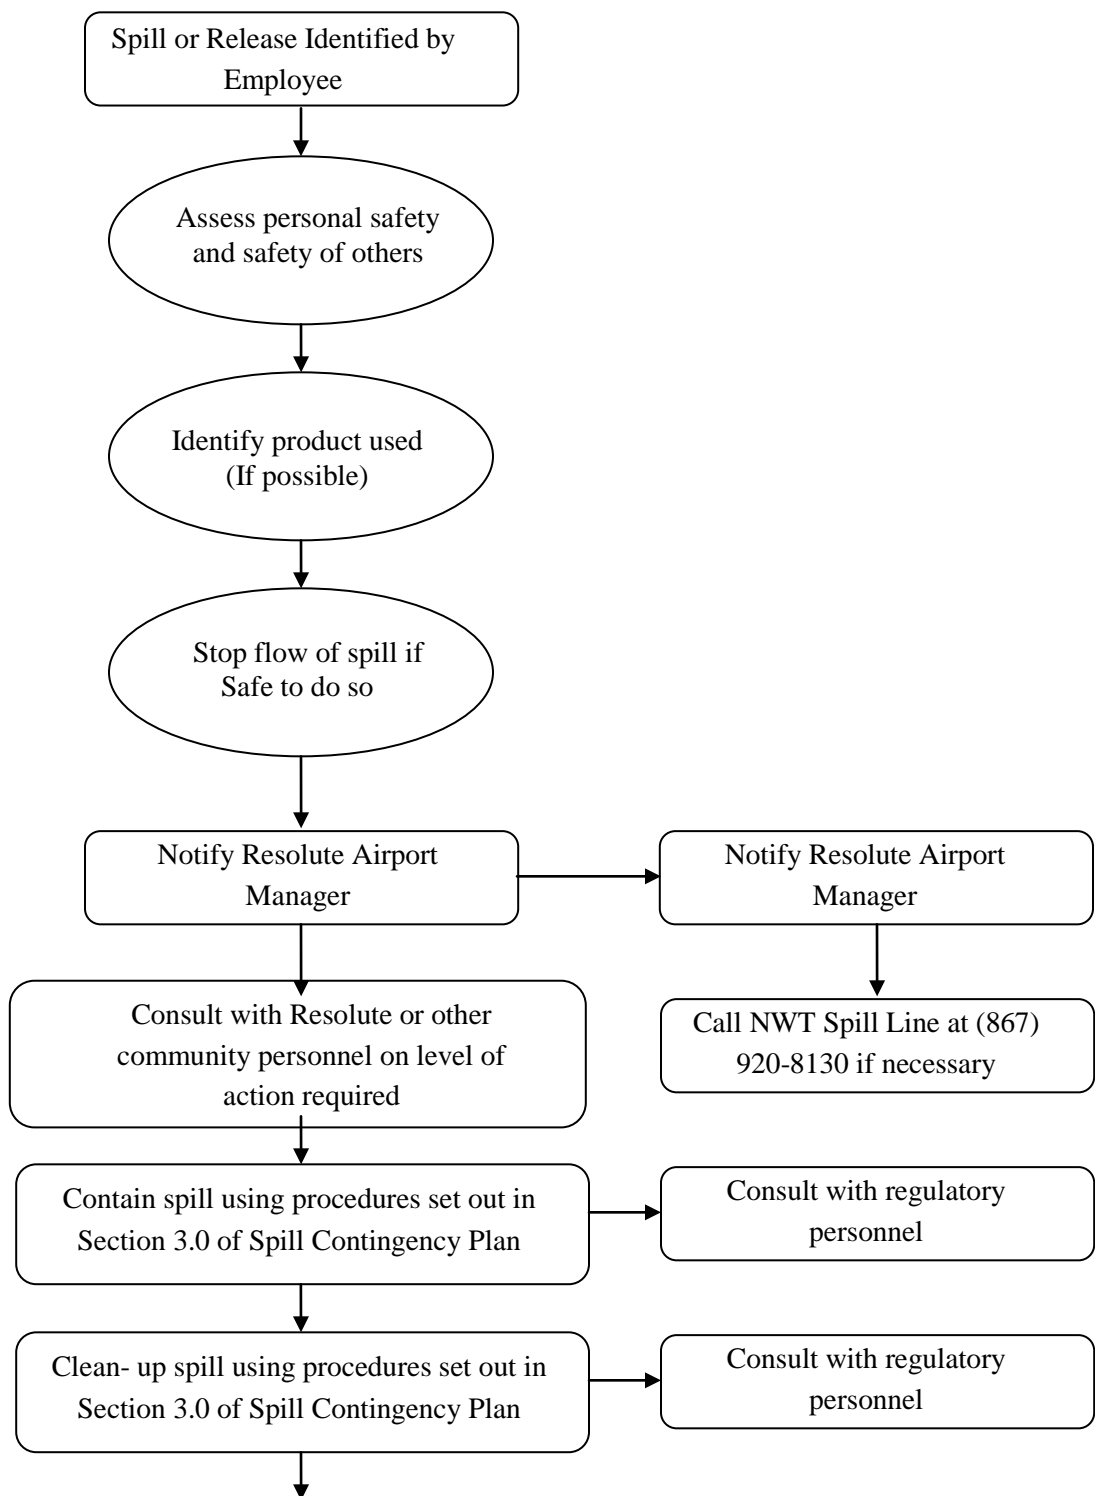 Spill or Release Identified by
Employee
Assess personal safety
and safety of others
Identify product used
(If possible)
Stop flow of spill if
Safe to do so
Notify Resolute Airport
Manager
Notify Resolute Airport
Manager
Consult with Resolute or other
community personnel on level of
action required
Call NWT Spill Line at (867)
920-8130 if necessary
Contain spill using procedures set out in
Section 3.0 of Spill Contingency Plan
Consult with regulatory
personnel
Clean- up spill using procedures set out in
Section 3.0 of Spill Contingency Plan
Consult with regulatory
personnel